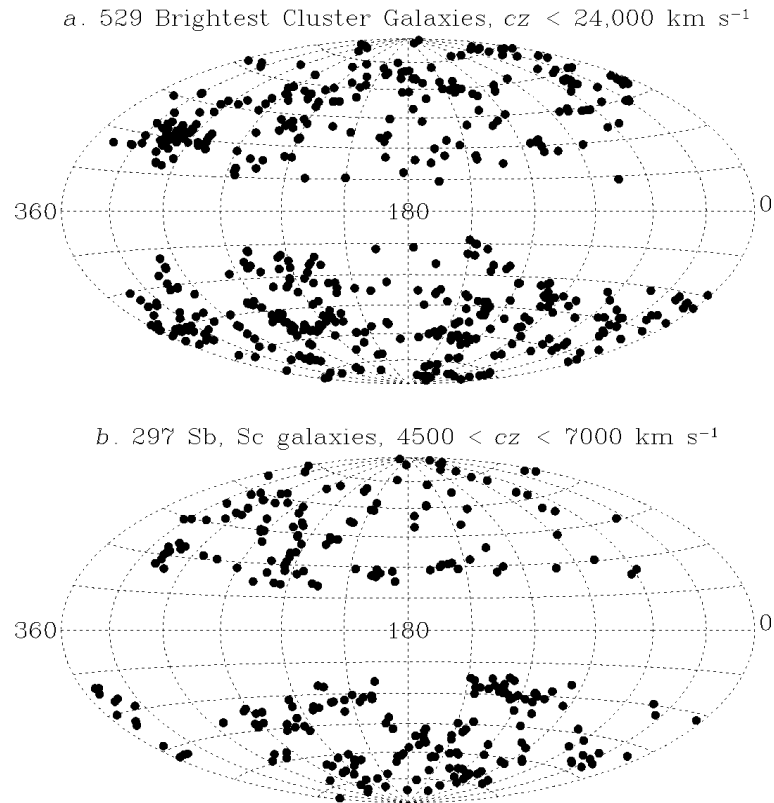 a. 529 Brightest Cluster Galaxies, cz < 24,000 km s⁻¹
360 180 0
b. 297 Sb, Sc galaxies, 4500 < cz < 7000 km s⁻¹
360 180 0